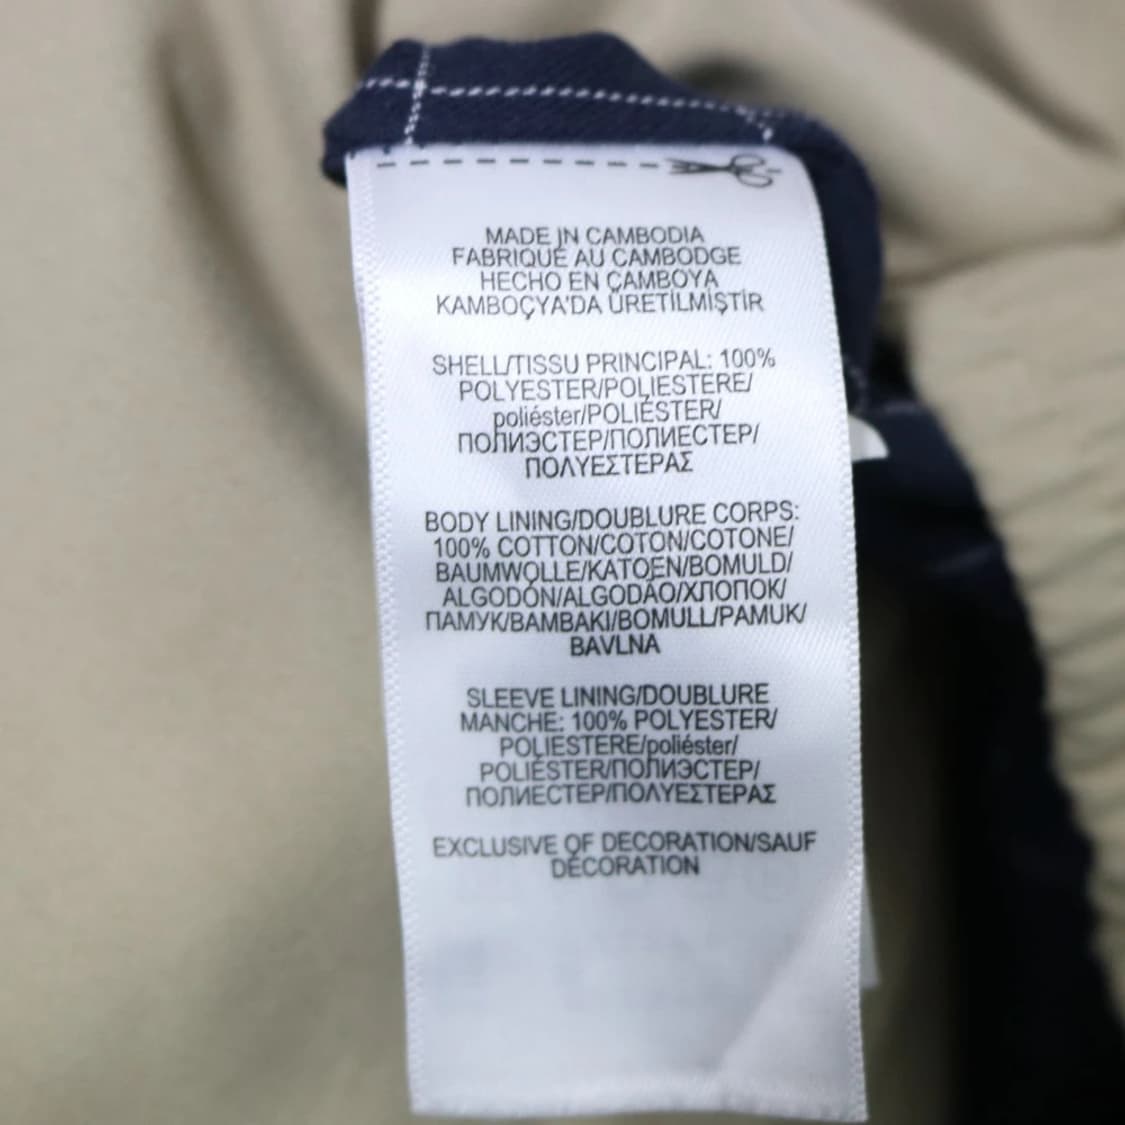 MADE IN CAMBODIA
FABRIQUÉ AU CAMBODGE
HECHO EN CAMBOYA
KAMBOÇYA'DA ÜRETİLMİŞTİR
SHELL/TISSU PRINCIPAL: 100%
POLYESTER/POLIESTERE/
poliéster/POLIÉSTER/
ПОЛИЭСТЕР/ПОЛИЕСТЕР/
ΠΟΛΥΕΣΤΕΡΑΣ
BODY LINING/DOUBLURE CORPS:
100% COTTON/COTON/COTONE/
BAUMWOLLE/KATOEN/BOMULD/
ALGODÓN/ALGODÃO/ХЛОПОК/
ПАМУК/BAMBAKI/BOMULL/PAMUK/
BAVLNA
SLEEVE LINING/DOUBLURE
MANCHE: 100% POLYESTER/
POLIESTERE/poliéster/
POLIÉSTER/ПОЛИЭСТЕР/
ПОЛИЕСТЕР/ΠΟΛΥΕΣΤΕΡΑΣ
EXCLUSIVE OF DECORATION/SAUF
DÉCORATION